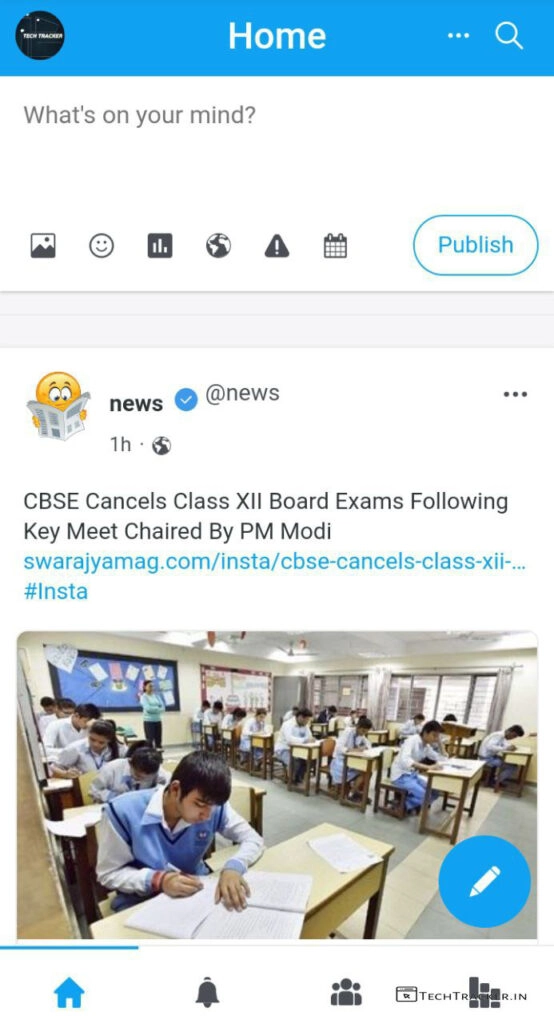 TECH TRACKER
Home
What's on your mind?
Publish
news @news
1h ·
CBSE Cancels Class XII Board Exams Following
Key Meet Chaired By PM Modi
swarajyamag.com/insta/cbse-cancels-class-xii-...
#Insta
TECHTRACKER.IN